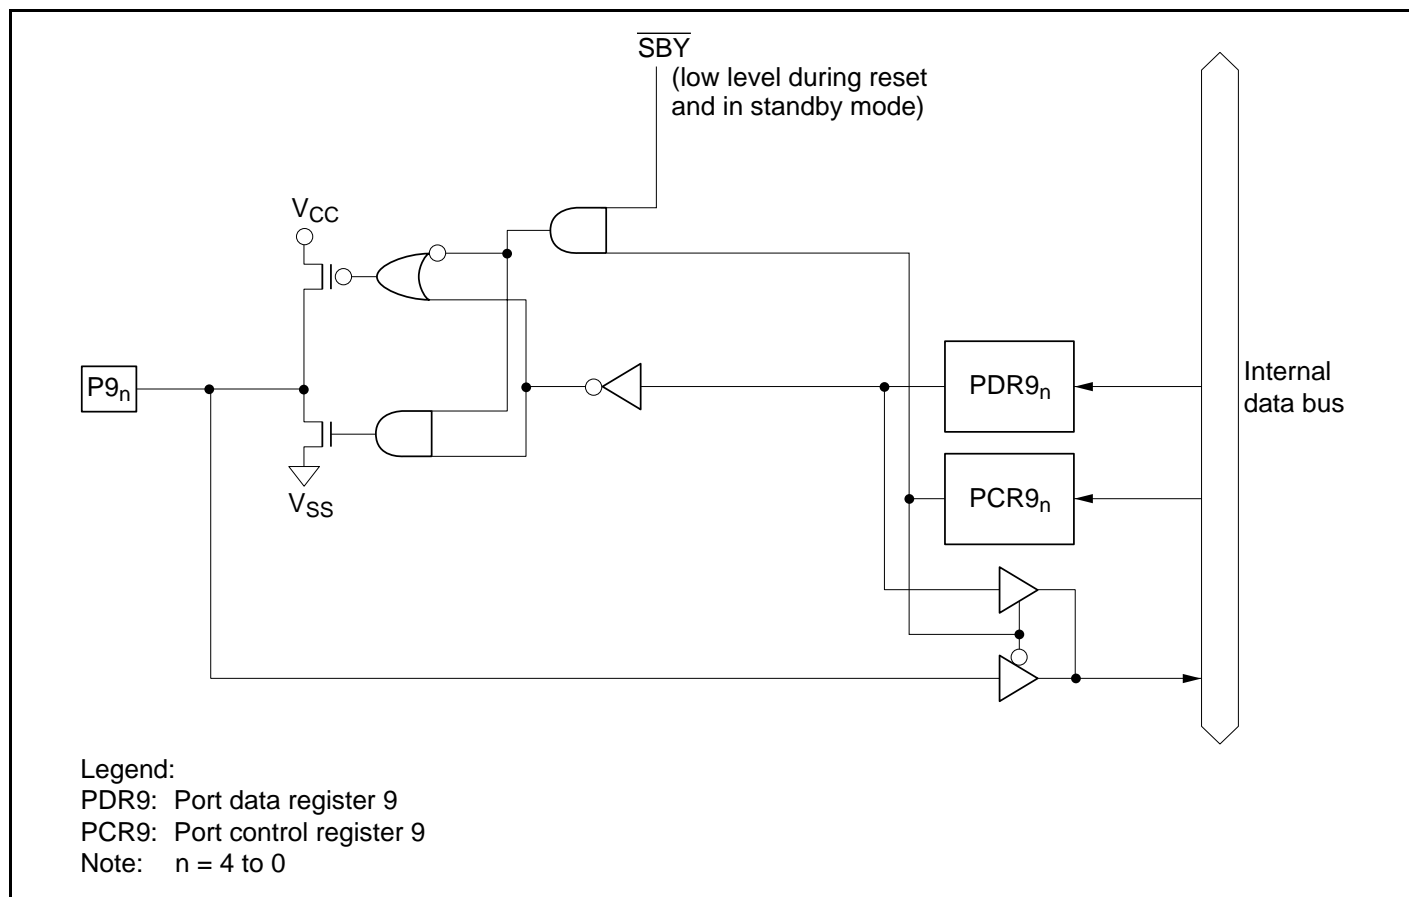 SBY
(low level during reset
and in standby mode)
VCC
P9n
VSS
PDR9n
PCR9n
Internal
data bus
Legend:
PDR9: Port data register 9
PCR9: Port control register 9
Note: n = 4 to 0